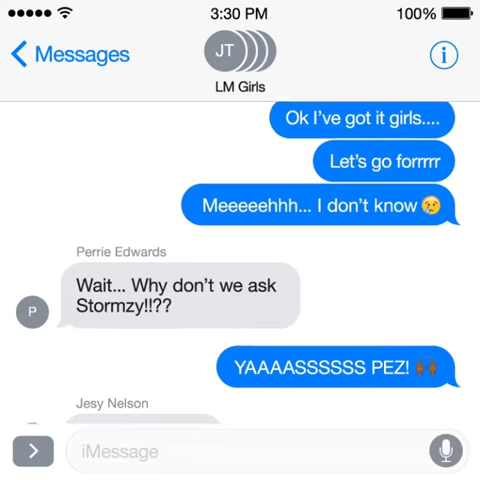 3:30 PM
100%
Messages
JT
LM Girls
Ok I've got it girls....
Let's go forrrrr
Meeeeehhh... I don't know 😢
Perrie Edwards
Wait... Why don't we ask
Stormzy!!??
P
YAAAASSSSSS PEZ! 🙌🏾
Jesy Nelson
iMessage